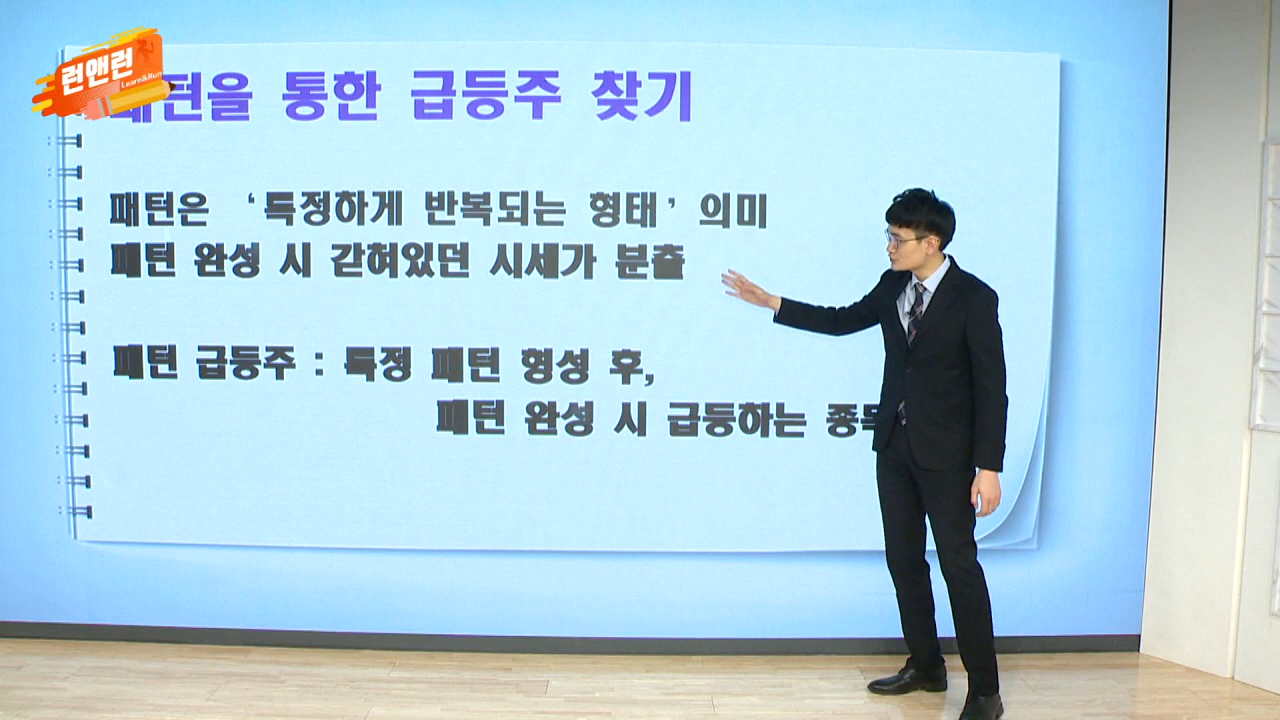 런앤런
Learn&Run
패턴을 통한 급등주 찾기
패턴은 ‘특정하게 반복되는 형태’ 의미
패턴 완성 시 갇혀있던 시세가 분출
패턴 급등주 : 특정 패턴 형성 후,
패턴 완성 시 급등하는